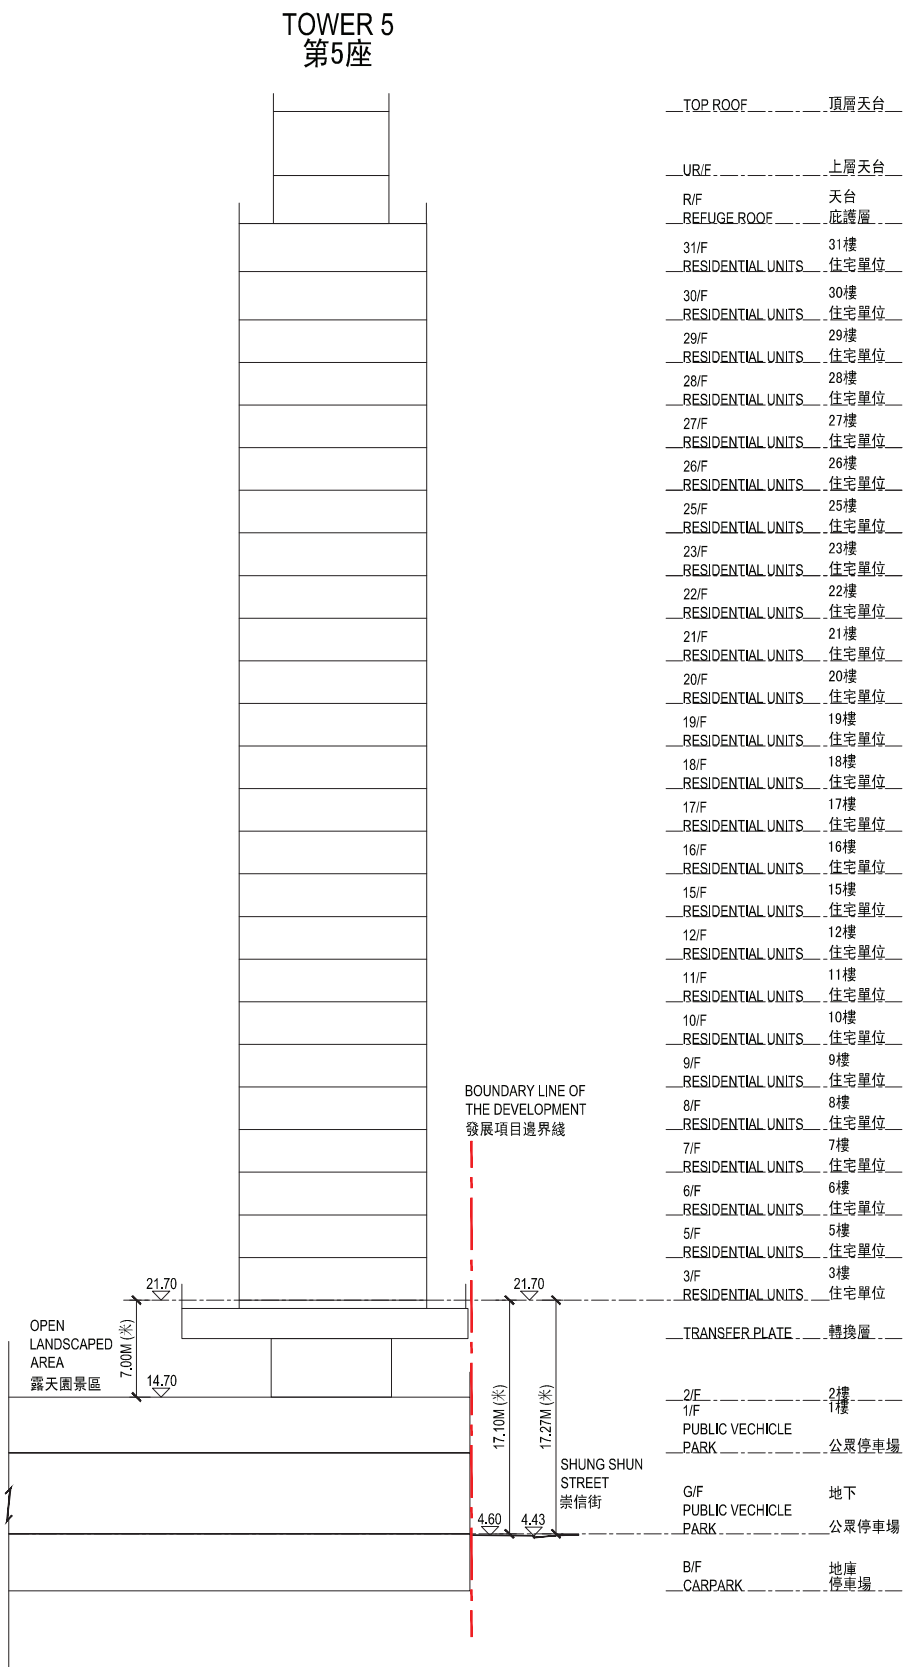 TOWER 5
第5座
TOP ROOF 頂層天台
UR/F 上層天台
R/F 天台
REFUGE ROOF 庇護層
31/F 31樓
RESIDENTIAL UNITS 住宅單位
30/F 30樓
RESIDENTIAL UNITS 住宅單位
29/F 29樓
RESIDENTIAL UNITS 住宅單位
28/F 28樓
RESIDENTIAL UNITS 住宅單位
27/F 27樓
RESIDENTIAL UNITS 住宅單位
26/F 26樓
RESIDENTIAL UNITS 住宅單位
25/F 25樓
RESIDENTIAL UNITS 住宅單位
23/F 23樓
RESIDENTIAL UNITS 住宅單位
22/F 22樓
RESIDENTIAL UNITS 住宅單位
21/F 21樓
RESIDENTIAL UNITS 住宅單位
20/F 20樓
RESIDENTIAL UNITS 住宅單位
19/F 19樓
RESIDENTIAL UNITS 住宅單位
18/F 18樓
RESIDENTIAL UNITS 住宅單位
17/F 17樓
RESIDENTIAL UNITS 住宅單位
16/F 16樓
RESIDENTIAL UNITS 住宅單位
15/F 15樓
RESIDENTIAL UNITS 住宅單位
12/F 12樓
RESIDENTIAL UNITS 住宅單位
11/F 11樓
RESIDENTIAL UNITS 住宅單位
10/F 10樓
RESIDENTIAL UNITS 住宅單位
9/F 9樓
RESIDENTIAL UNITS 住宅單位
8/F 8樓
RESIDENTIAL UNITS 住宅單位
7/F 7樓
RESIDENTIAL UNITS 住宅單位
6/F 6樓
RESIDENTIAL UNITS 住宅單位
5/F 5樓
RESIDENTIAL UNITS 住宅單位
3/F 3樓
RESIDENTIAL UNITS 住宅單位
TRANSFER PLATE 轉換層
2/F 2樓
1/F 1樓
PUBLIC VECHICLE
PARK 公眾停車場
G/F 地下
PUBLIC VECHICLE
PARK 公眾停車場
B/F 地庫
CARPARK 停車場
BOUNDARY LINE OF
THE DEVELOPMENT
發展項目邊界綫
21.70
21.70
OPEN
LANDSCAPED
AREA
露天園景區
7.00M (米)
14.70
17.10M (米)
17.27M (米)
SHUNG SHUN
STREET
崇信街
4.60
4.43